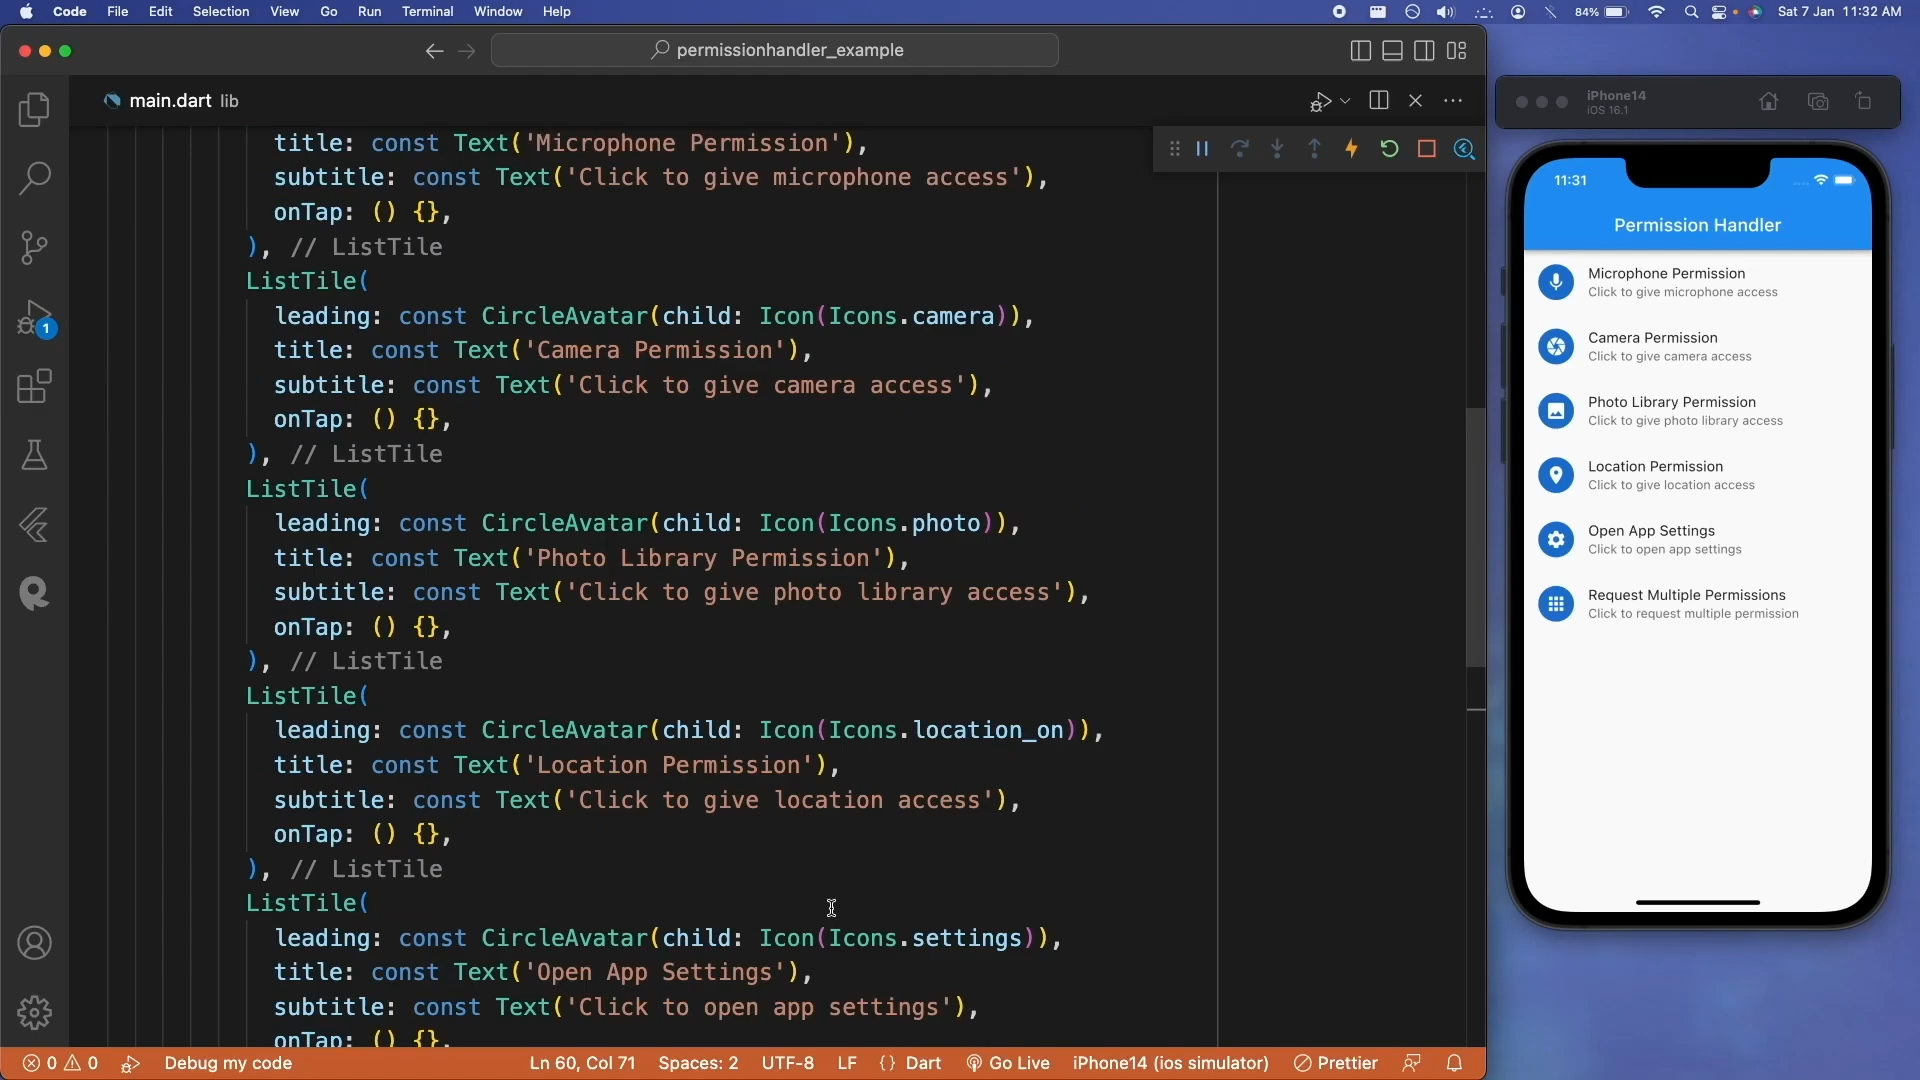 Code File Edit Selection View Go Run Terminal Window Help 84% Sat 7 Jan 11:32 AM
permissionhandler_example
main.dart lib
title: const Text('Microphone Permission'),
subtitle: const Text('Click to give microphone access'),
onTap: () {},
), // ListTile
ListTile(
leading: const CircleAvatar(child: Icon(Icons.camera)),
title: const Text('Camera Permission'),
subtitle: const Text('Click to give camera access'),
onTap: () {},
), // ListTile
ListTile(
leading: const CircleAvatar(child: Icon(Icons.photo)),
title: const Text('Photo Library Permission'),
subtitle: const Text('Click to give photo library access'),
onTap: () {},
), // ListTile
ListTile(
leading: const CircleAvatar(child: Icon(Icons.location_on)),
title: const Text('Location Permission'),
subtitle: const Text('Click to give location access'),
onTap: () {},
), // ListTile
ListTile(
leading: const CircleAvatar(child: Icon(Icons.settings)),
title: const Text('Open App Settings'),
subtitle: const Text('Click to open app settings'),
onTap: () {},
1
0 0 Debug my code Ln 60, Col 71 Spaces: 2 UTF-8 LF {} Dart Go Live iPhone14 (ios simulator) Prettier
iPhone14
iOS 16.1
11:31
Permission Handler
Microphone Permission
Click to give microphone access
Camera Permission
Click to give camera access
Photo Library Permission
Click to give photo library access
Location Permission
Click to give location access
Open App Settings
Click to open app settings
Request Multiple Permissions
Click to request multiple permission